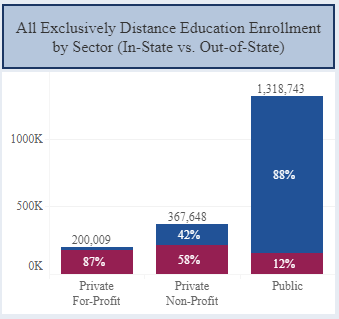 All Exclusively Distance Education Enrollment
by Sector (In-State vs. Out-of-State)
1,318,743
1000K
88%
500K
367,648
42%
200,009
87%
58%
12%
0K
Private
For-Profit
Private
Non-Profit
Public